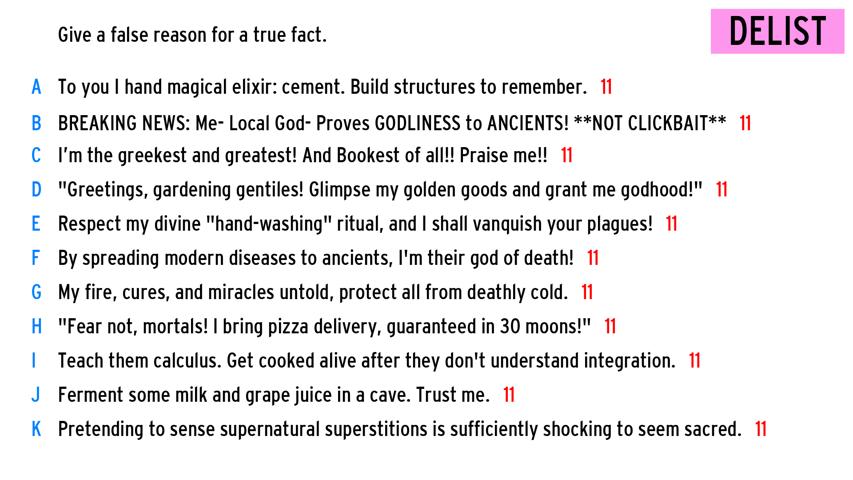 Give a false reason for a true fact.
DELIST
A To you I hand magical elixir: cement. Build structures to remember. 11
B BREAKING NEWS: Me- Local God- Proves GODLINESS to ANCIENTS! **NOT CLICKBAIT** 11
C I'm the greekest and greatest! And Bookest of all!! Praise me!! 11
D "Greetings, gardening gentiles! Glimpse my golden goods and grant me godhood!" 11
E Respect my divine "hand-washing" ritual, and I shall vanquish your plagues! 11
F By spreading modern diseases to ancients, I'm their god of death! 11
G My fire, cures, and miracles untold, protect all from deathly cold. 11
H "Fear not, mortals! I bring pizza delivery, guaranteed in 30 moons!" 11
I Teach them calculus. Get cooked alive after they don't understand integration. 11
J Ferment some milk and grape juice in a cave. Trust me. 11
K Pretending to sense supernatural superstitions is sufficiently shocking to seem sacred. 11